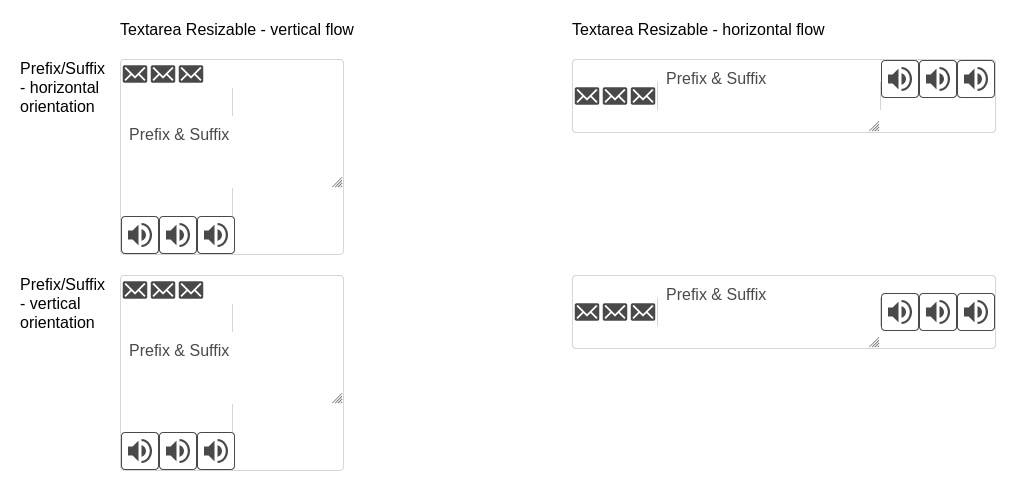 Textarea Resizable - vertical flow
Textarea Resizable - horizontal flow
Prefix/Suffix
- horizontal
orientation
Prefix & Suffix
Prefix & Suffix
Prefix/Suffix
- vertical
orientation
Prefix & Suffix
Prefix & Suffix